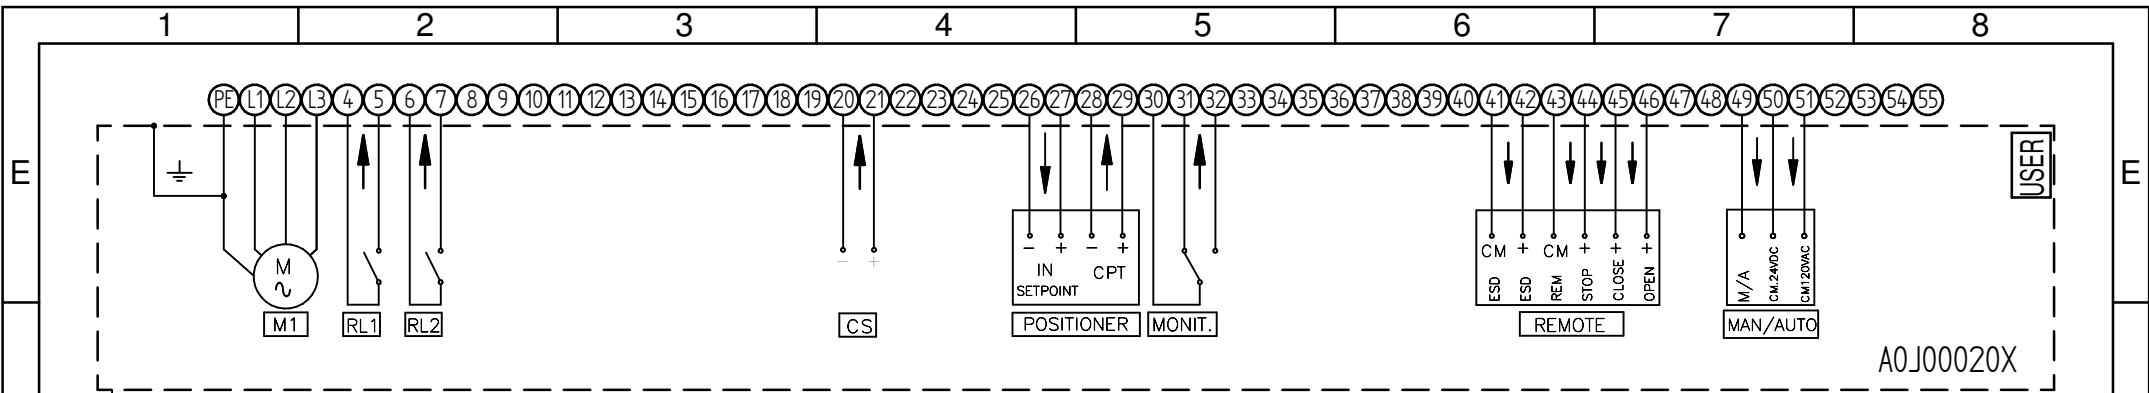 1 2 3 4 5 6 7 8
PE L1 L2 L3 4 5 6 7 8 9 10 11 12 13 14 15 16 17 18 19 20 21 22 23 24 25 26 27 28 29 30 31 32 33 34 35 36 37 38 39 40 41 42 43 44 45 46 47 48 49 50 51 52 53 54 55
E E
USER
M
∿
- +
- + - +
IN CPT
SETPOINT
CM + CM + + +
ESD ESD REM STOP CLOSE OPEN
M/A CM.24VDC CM120VAC
M1 RL1 RL2 CS POSITIONER MONIT. REMOTE MAN/AUTO
A0J00020X